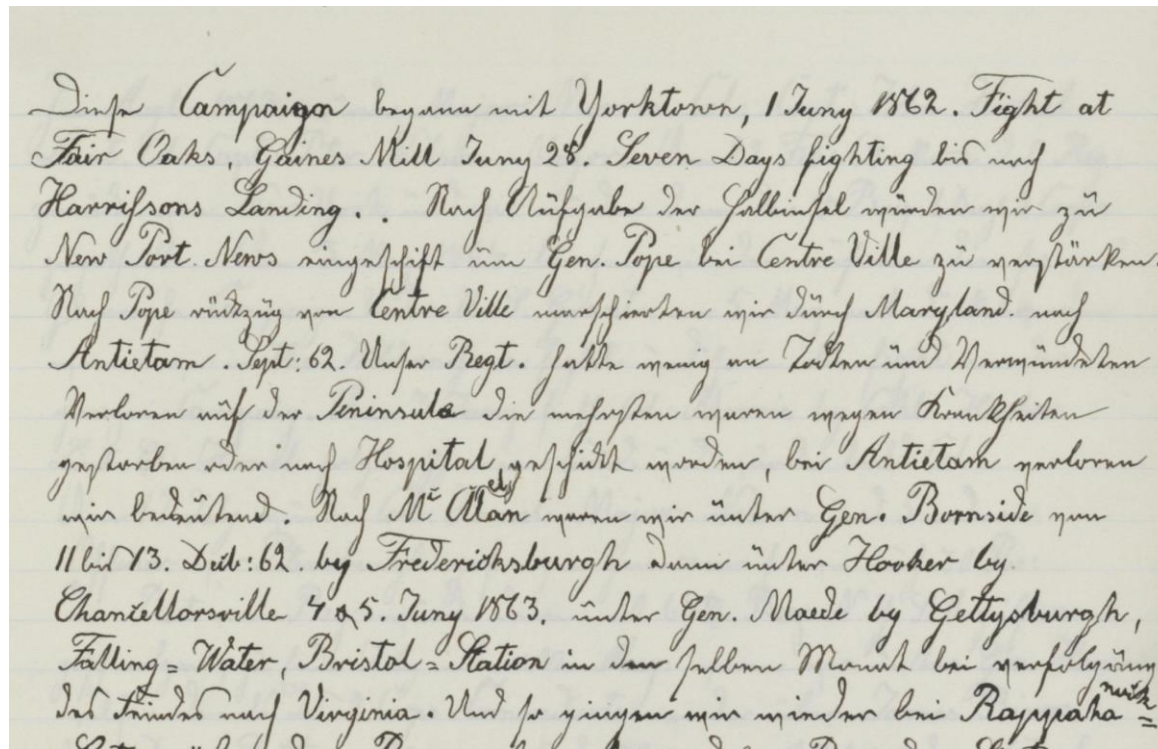 Diese Campaign begann mit Yorktown, 1 Juny 1862. Fight at
Fair Oaks, Gaines Mill Juny 28. Seven Days fighting bis nach
Harrissons Landing. . Nach Aufgabe der Halbinsel wurden wir zu
New Port. News eingeschift um Gen. Pope bei Centre Ville zu verstärken.
Nach Pope rückzug von Centre Ville marschierten wir durch Maryland. nach
Antietam. Sept: 62. Unser Regt. hatte wenig an Todten und Verwundeten
Verloren auf der Peninsula die mehrsten waren wegen Krankheiten
gestorben oder nach Hospital geschickt worden, bei Antietam verloren
wir bedeutend. Nach Mc Clelan waren wir unter Gen. Bornside von
11 bis 13. Deceb: 62. by Fredericksburgh dann unter Hooker by.
Chancellorsville 4 & 5. Juny 1863. unter Gen. Maede by Gettysburgh,
Falling=Water, Bristol=Station in den selben Monat bei verfolgung
des Feindes nach Virginia. Und so gingen wir wieder bei Rappahanock=